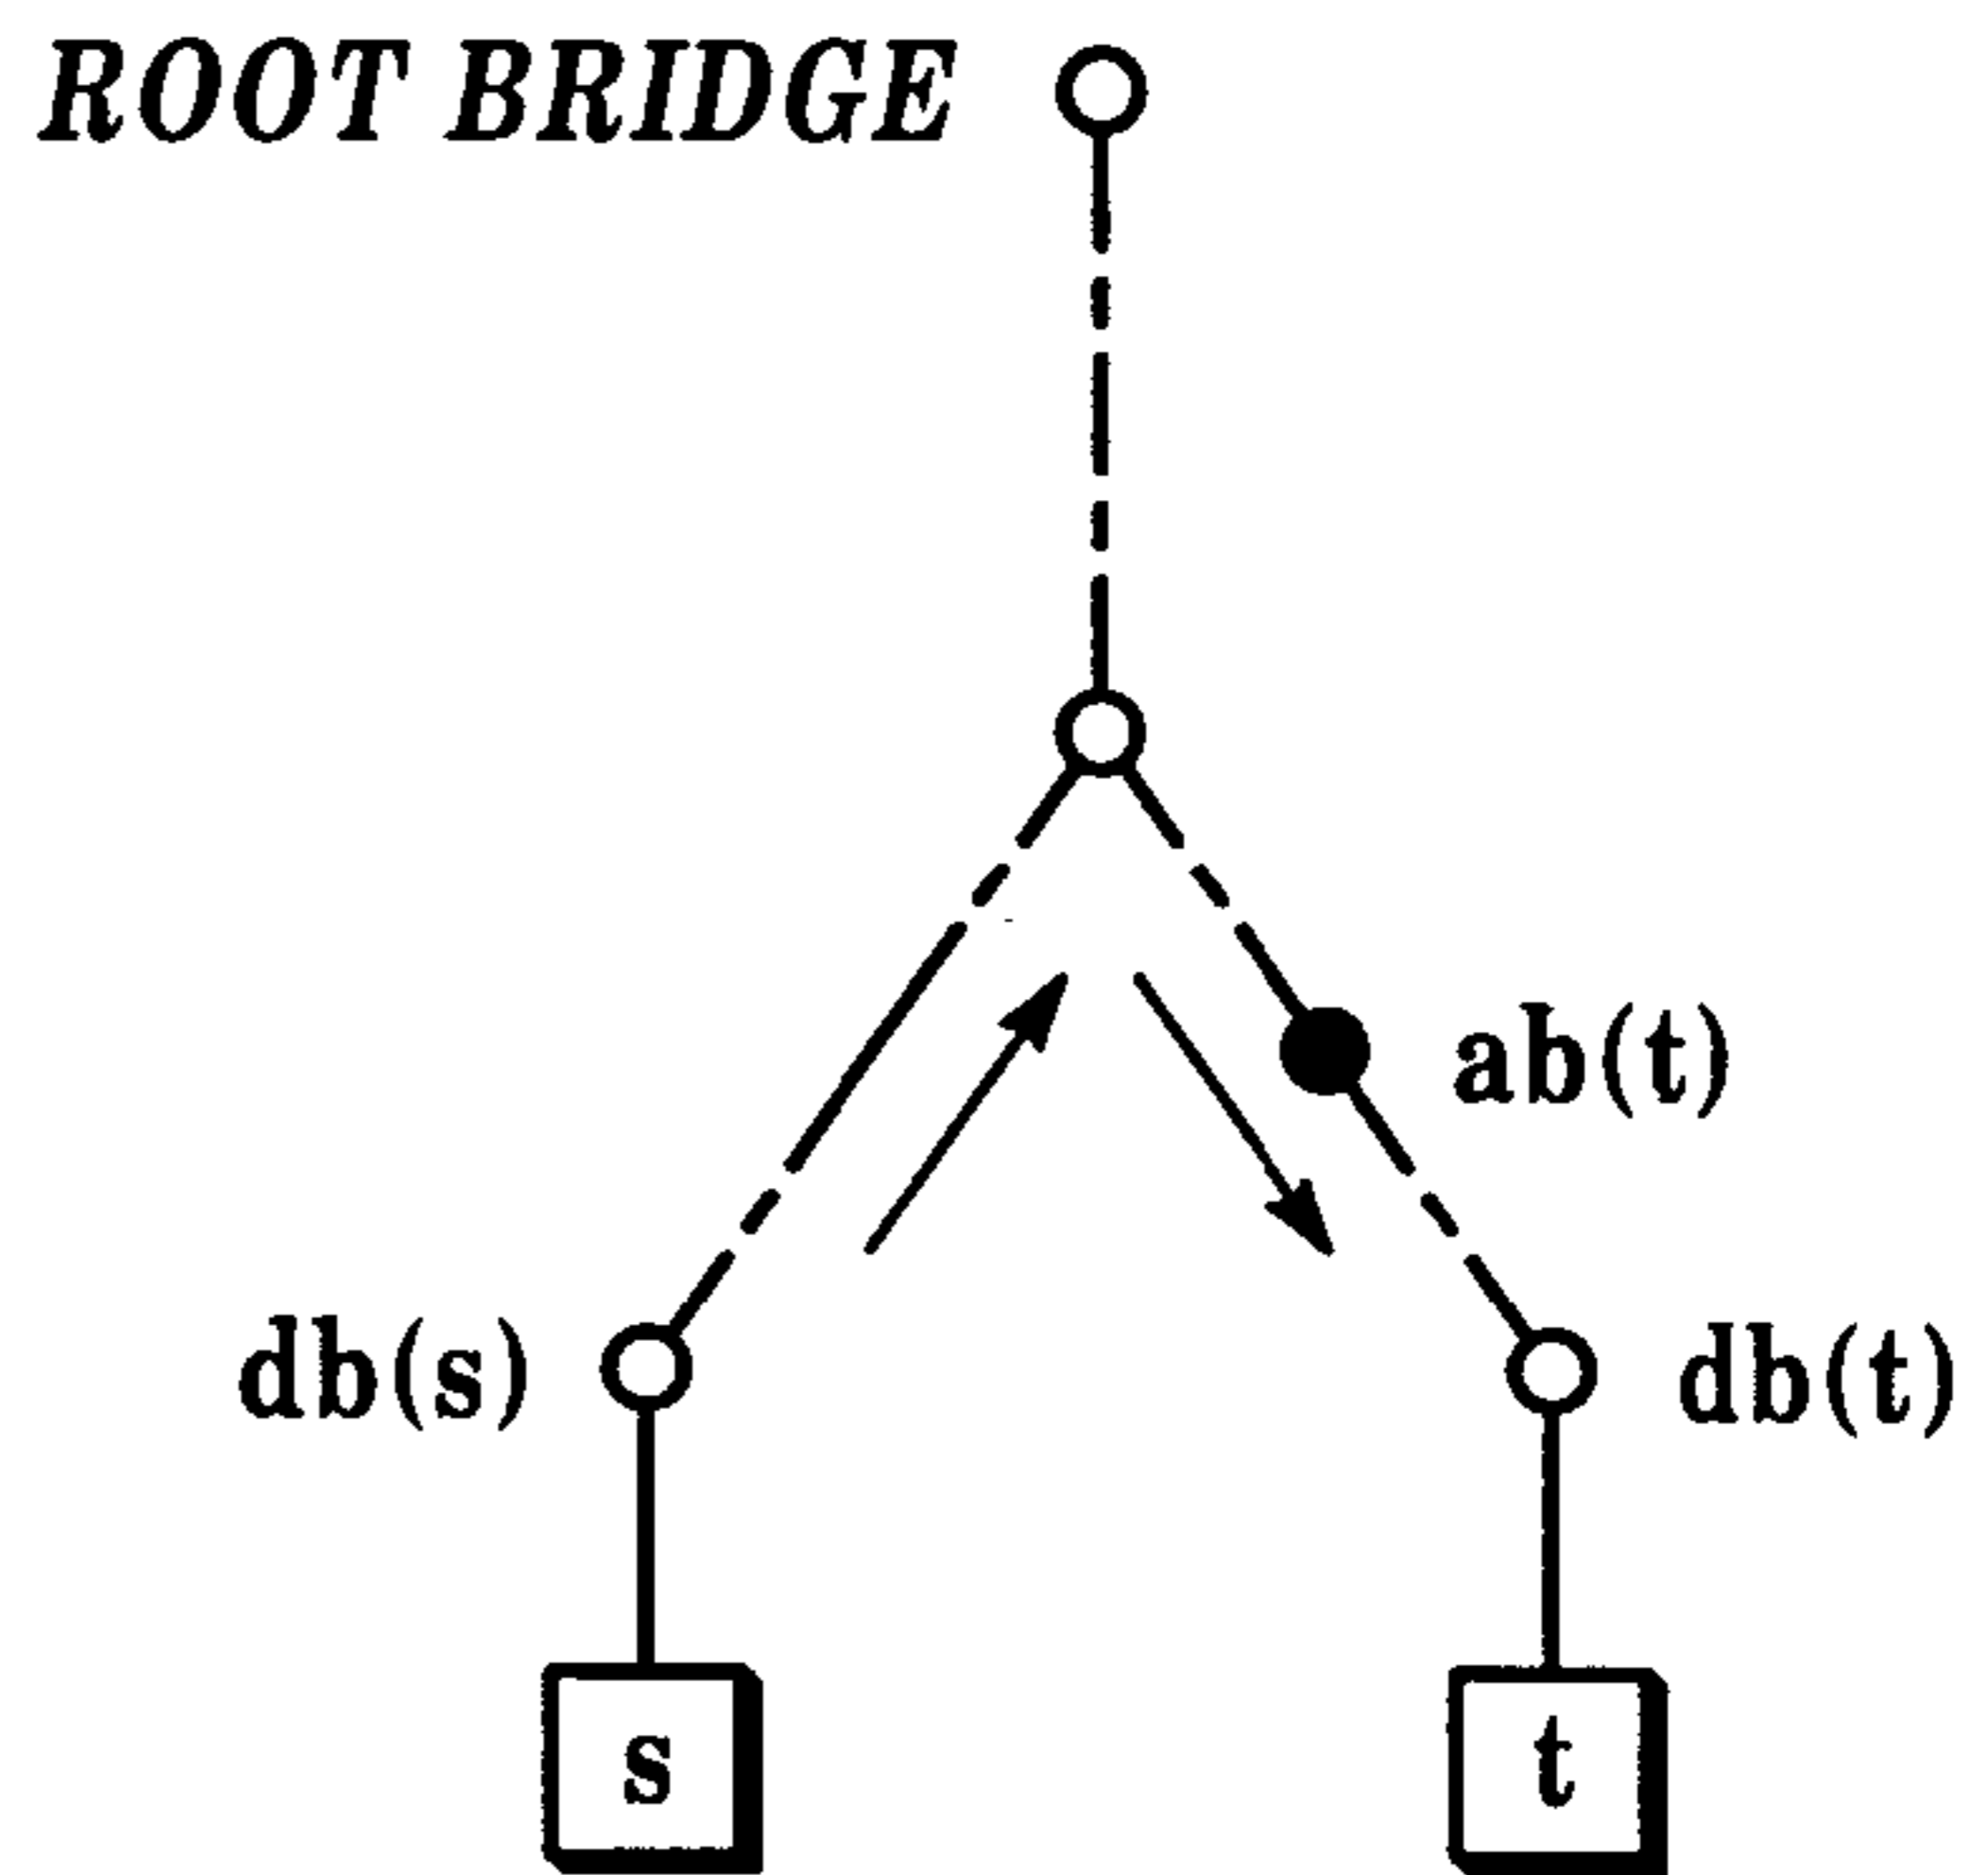 ROOT BRIDGE
ab(t)
db(s)
db(t)
s
t